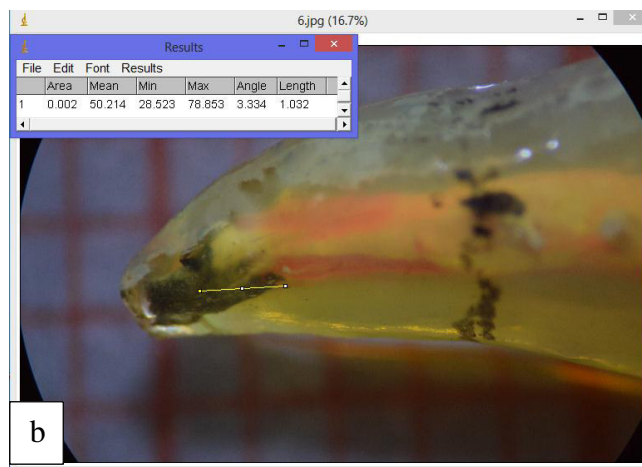 6.jpg (16.7%)
Results
File Edit Font Results
Area Mean Min Max Angle Length
1 0.002 50.214 28.523 78.853 3.334 1.032
b